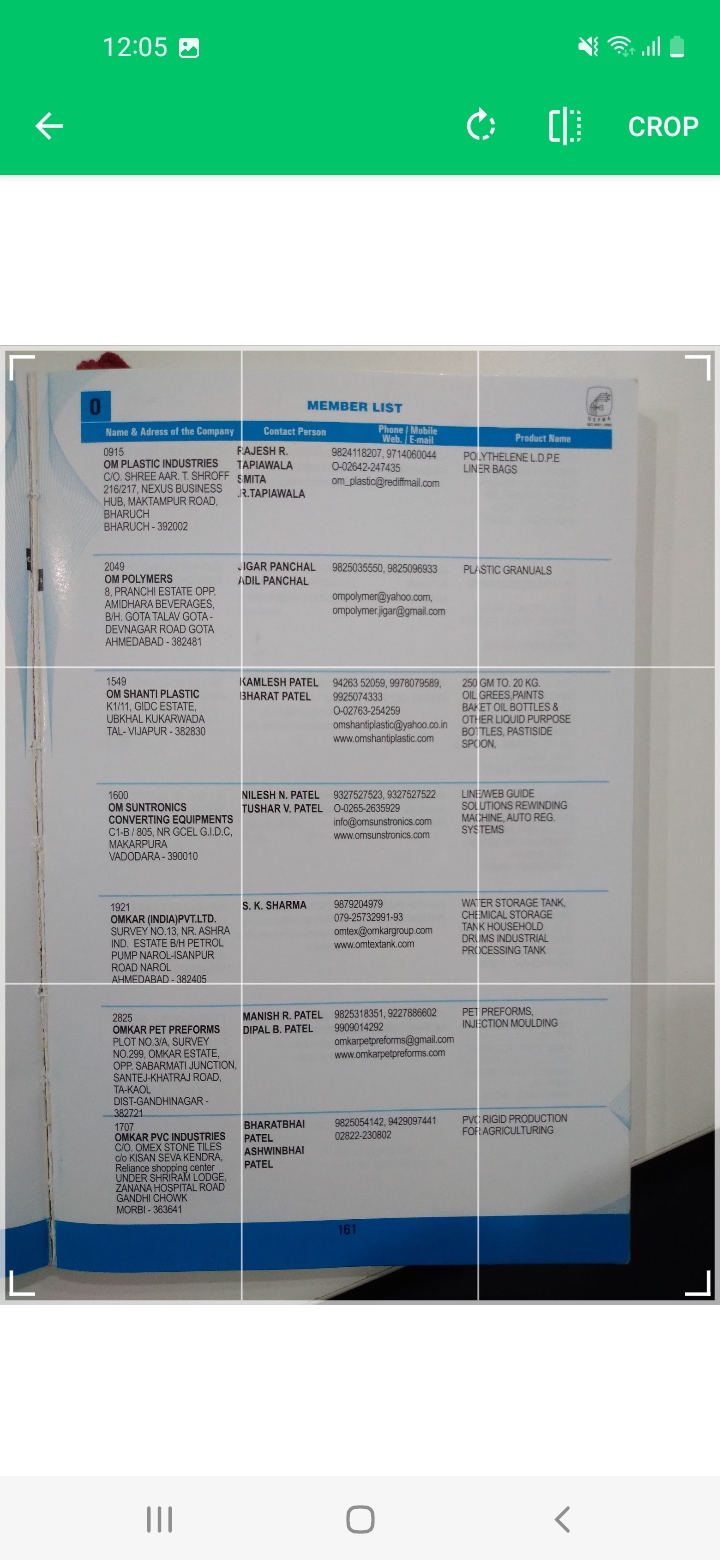 12:05
CROP
O
MEMBER LIST
Name & Adress of the Company
Contact Person
Phone / Mobile
Web. / E-mail
Product Name
0915
OM PLASTIC INDUSTRIES
C/O. SHREE AAR. T. SHROFF
216/217, NEXUS BUSINESS
HUB, MAKTAMPUR ROAD,
BHARUCH
BHARUCH - 392002
RAJESH R.
TAPIAWALA
SMITA
.R.TAPIAWALA
9824118207, 9714060044
O-02642-247435
om_plastic@rediffmail.com
POLYTHELENE L.D.P.E
LINER BAGS
2049
OM POLYMERS
8, PRANCHI ESTATE OPP.
AMIDHARA BEVERAGES,
B/H. GOTA TALAV GOTA -
DEVNAGAR ROAD GOTA
AHMEDABAD - 382481
JIGAR PANCHAL
ADIL PANCHAL
9825035550, 9825096933
ompolymer@yahoo.com,
ompolymer.jigar@gmail.com
PLASTIC GRANUALS
1549
OM SHANTI PLASTIC
K1/11, GIDC ESTATE,
UBKHAL KUKARWADA
TAL- VIJAPUR - 382830
KAMLESH PATEL
BHARAT PATEL
94263 52059, 9978079589,
9925074333
O-02763-254259
omshantiplastic@yahoo.co.in
www.omshantiplastic.com
250 GM TO. 20 KG.
OIL GREES,PAINTS
BAKET OIL BOTTLES &
OTHER LIQUID PURPOSE
BOTTLES, PASTISIDE
SPOON,
1600
OM SUNTRONICS
CONVERTING EQUIPMENTS
C1-B / 805, NR GCEL G.I.D.C,
MAKARPURA
VADODARA - 390010
NILESH N. PATEL
TUSHAR V. PATEL
9327527523, 9327527522
O-0265-2635929
info@omsunstronics.com
www.omsunstronics.com
LINE/WEB GUIDE
SOLUTIONS REWINDING
MACHINE, AUTO REG.
SYSTEMS
1921
OMKAR (INDIA)PVT.LTD.
SURVEY NO.13, NR. ASHRA
IND. ESTATE B/H PETROL
PUMP NAROL-ISANPUR
ROAD NAROL
AHMEDABAD - 382405
S. K. SHARMA
9879204979
079-25732991-93
omtex@omkargroup.com
www.omtextank.com
WATER STORAGE TANK,
CHEMICAL STORAGE
TANK HOUSEHOLD
DRUMS INDUSTRIAL
PROCESSING TANK
2825
OMKAR PET PREFORMS
PLOT NO.3/A, SURVEY
NO.299, OMKAR ESTATE,
OPP. SABARMATI JUNCTION,
SANTEJ-KHATRAJ ROAD,
TA-KAOL
DIST-GANDHINAGAR -
382721
MANISH R. PATEL
DIPAL B. PATEL
9825318351, 9227886602
9909014292
omkarpetpreforms@gmail.com
www.omkarpetpreforms.com
PET PREFORMS,
INJECTION MOULDING
1707
OMKAR PVC INDUSTRIES
C/O. OMEX STONE TILES
c/o KISAN SEVA KENDRA,
Reliance shopping center
UNDER SHRIRAM LODGE,
ZANANA HOSPITAL ROAD
GANDHI CHOWK
MORBI - 363641
BHARATBHAI
PATEL
ASHWINBHAI
PATEL
9825054142, 9429097441
02822-230802
PVC RIGID PRODUCTION
FOR AGRICULTURING
161